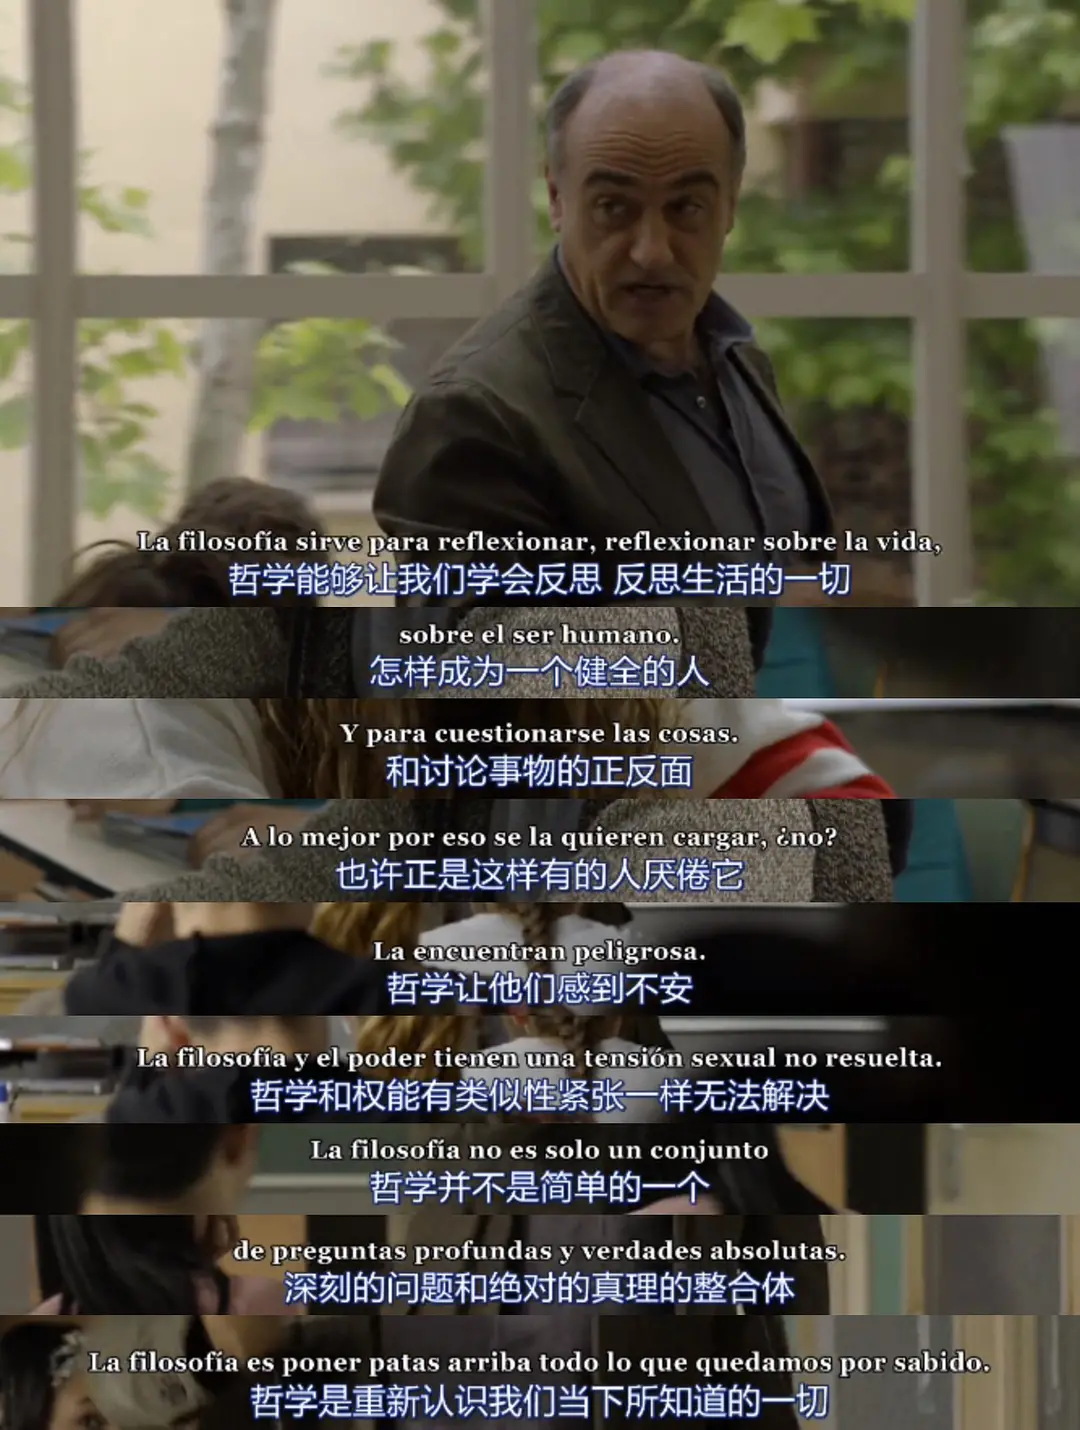 La filosofía sirve para reflexionar, reflexionar sobre la vida,
哲学能够让我们学会反思 反思生活的一切
sobre el ser humano.
怎样成为一个健全的人
Y para cuestionarse las cosas.
和讨论事物的正反面
A lo mejor por eso se la quieren cargar, ¿no?
也许正是这样有的人厌倦它
La encuentran peligrosa.
哲学让他们感到不安
La filosofía y el poder tienen una tensión sexual no resuelta.
哲学和权能有类似性紧张一样无法解决
La filosofía no es solo un conjunto
哲学并不是简单的一个
de preguntas profundas y verdades absolutas.
深刻的问题和绝对的真理的整合体
La filosofía es poner patas arriba todo lo que quedamos por sabido.
哲学是重新认识我们当下所知道的一切